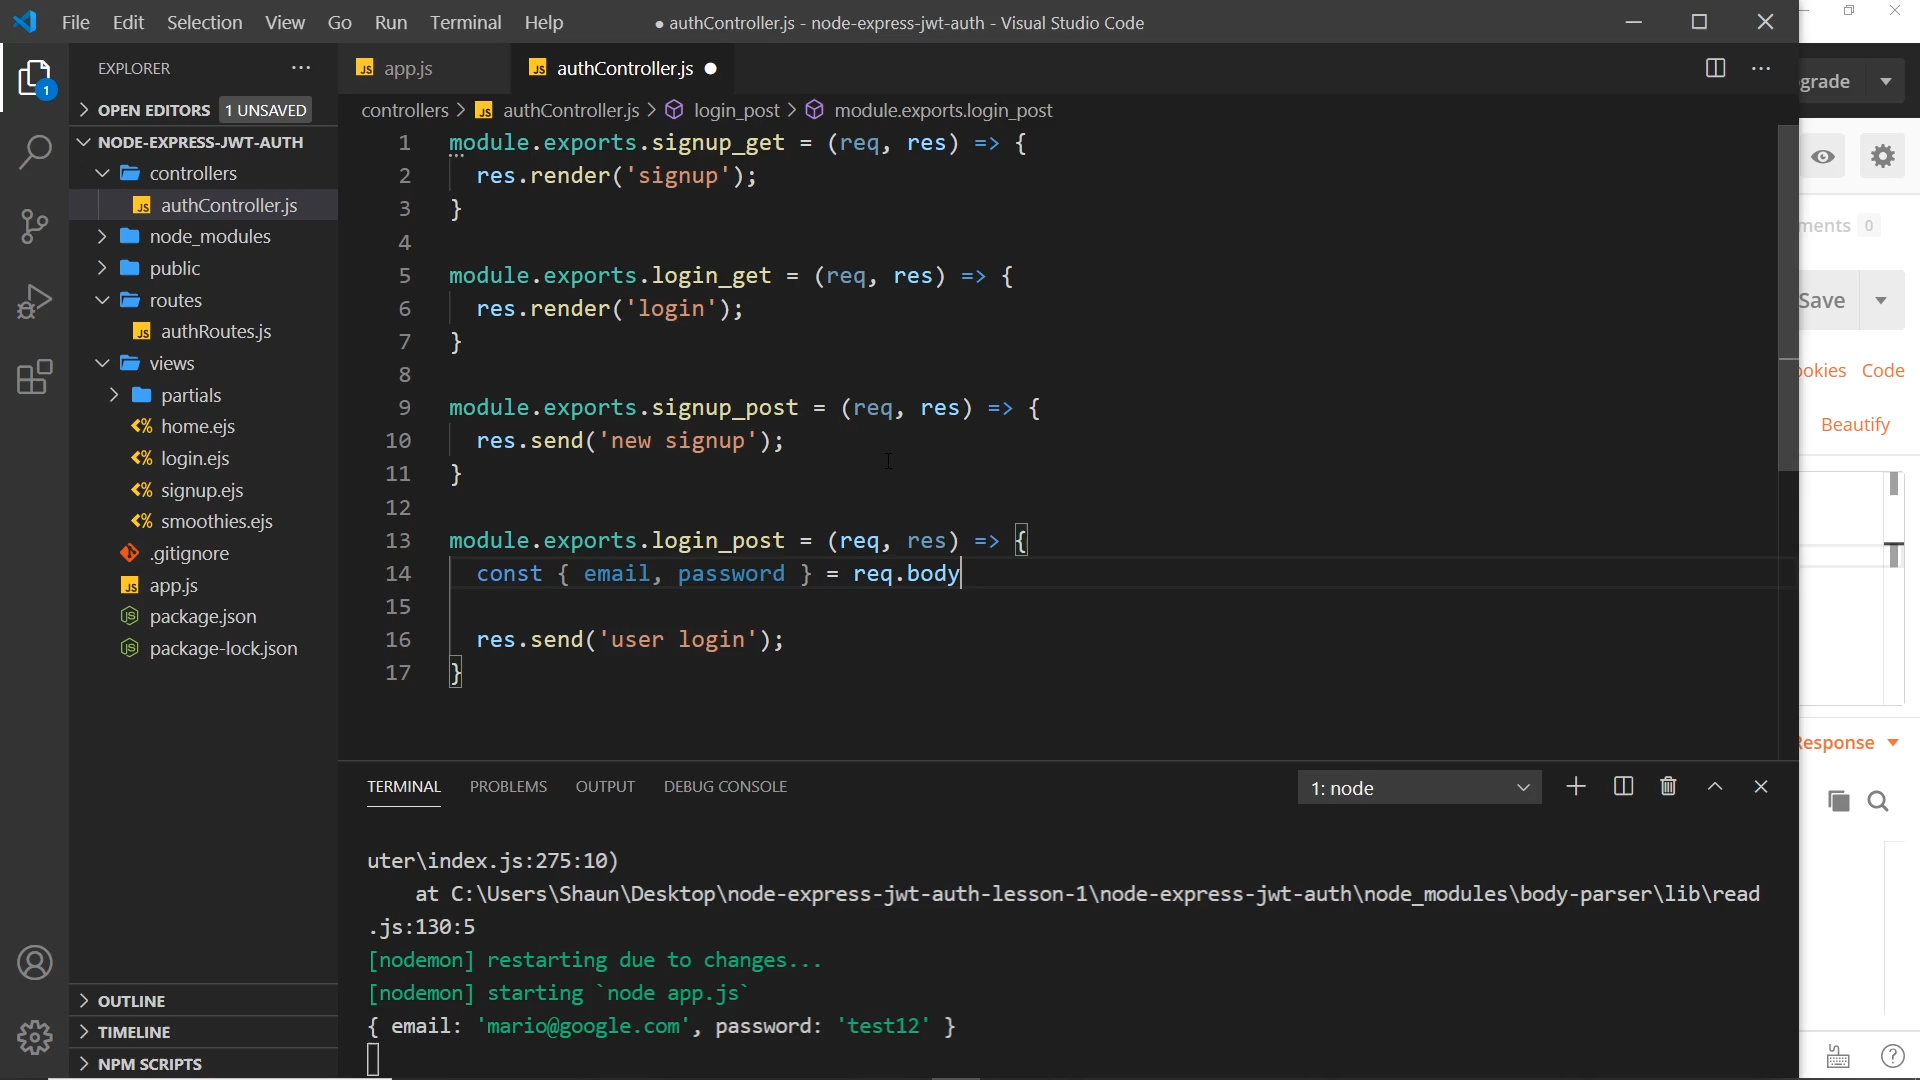 File Edit Selection View Go Run Terminal Help
● authController.js - node-express-jwt-auth - Visual Studio Code
EXPLORER
OPEN EDITORS 1 UNSAVED
NODE-EXPRESS-JWT-AUTH
controllers
authController.js
node_modules
public
routes
authRoutes.js
views
partials
home.ejs
login.ejs
signup.ejs
smoothies.ejs
.gitignore
app.js
package.json
package-lock.json
OUTLINE
TIMELINE
NPM SCRIPTS
1
JS app.js
JS authController.js ●
controllers > JS authController.js > login_post > module.exports.login_post
1 module.exports.signup_get = (req, res) => {
2 res.render('signup');
3 }
4
5 module.exports.login_get = (req, res) => {
6 res.render('login');
7 }
8
9 module.exports.signup_post = (req, res) => {
10 res.send('new signup');
11 }
12
13 module.exports.login_post = (req, res) => {
14 const { email, password } = req.body
15
16 res.send('user login');
17 }
TERMINAL PROBLEMS OUTPUT DEBUG CONSOLE
1: node
uter\index.js:275:10)
at C:\Users\Shaun\Desktop\node-express-jwt-auth-lesson-1\node-express-jwt-auth\node_modules\body-parser\lib\read
.js:130:5
[nodemon] restarting due to changes...
[nodemon] starting `node app.js`
{ email: 'mario@google.com', password: 'test12' }
grade
ments 0
Save
ookies Code
Beautify
Response